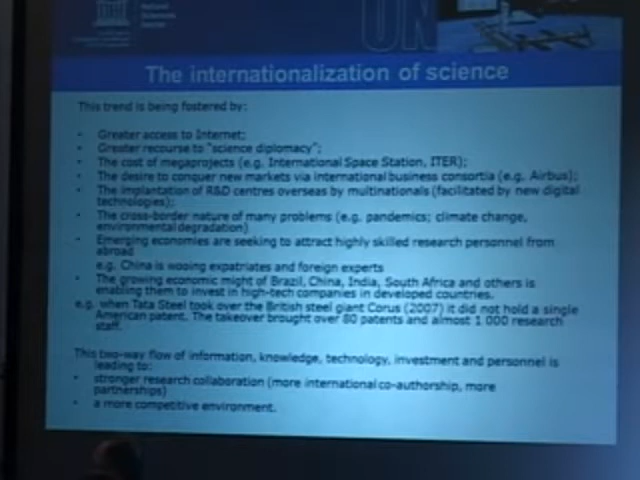 UN
Natural
Sciences
Sector
The internationalization of science
This trend is being fostered by:
• Greater access to Internet;
• Greater recourse to "science diplomacy";
• The cost of megaprojects (e.g. International Space Station, ITER);
• The desire to conquer new markets via international business consortia (e.g. Airbus);
• The implantation of R&D centres overseas by multinationals (facilitated by new digital
technologies);
• The cross-border nature of many problems (e.g. pandemics; climate change,
environmental degradation)
• Emerging economies are seeking to attract highly skilled research personnel from
abroad
e.g. China is wooing expatriates and foreign experts
• The growing economic might of Brazil, China, India, South Africa and others is
enabling them to invest in high-tech companies in developed countries.
e.g. when Tata Steel took over the British steel giant Corus (2007) it did not hold a single
American patent. The takeover brought over 80 patents and almost 1 000 research
staff.
This two-way flow of information, knowledge, technology, investment and personnel is
leading to:
• stronger research collaboration (more international co-authorship, more
partnerships)
• a more competitive environment.